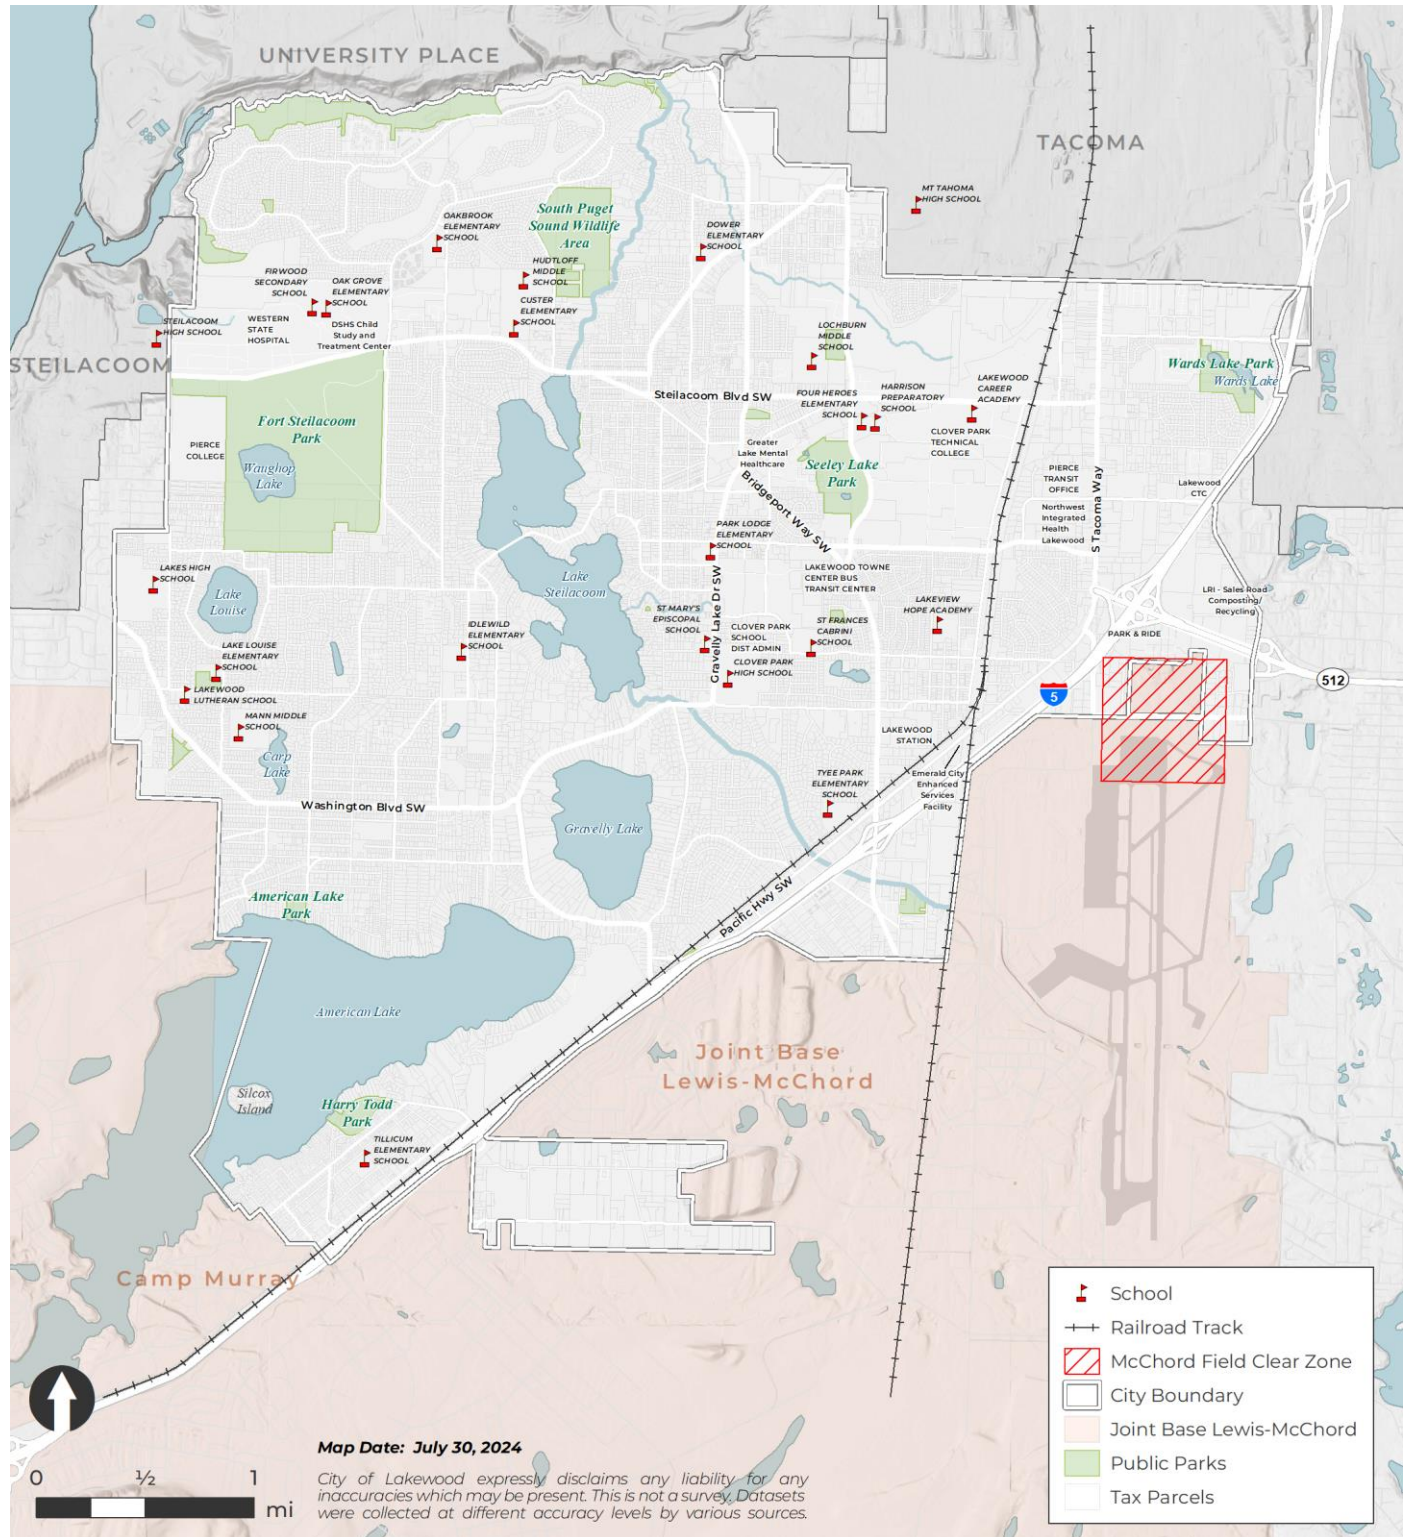 UNIVERSITY PLACE
TACOMA
MT TAHOMA
HIGH SCHOOL
OAKBROOK
ELEMENTARY
SCHOOL
South Puget
Sound Wildlife
Area
DOWER
ELEMENTARY
SCHOOL
HUDTLOFF
MIDDLE
SCHOOL
FIRWOOD
SECONDARY
SCHOOL
OAK GROVE
ELEMENTARY
SCHOOL
CUSTER
ELEMENTARY
SCHOOL
STEILACOOM
HIGH SCHOOL
WESTERN
STATE
HOSPITAL
DSHS Child
Study and
Treatment Center
LOCHBURN
MIDDLE
SCHOOL
STEILACOOM
Wards Lake Park
Wards Lake
Steilacoom Blvd SW
FOUR HEROES
ELEMENTARY
SCHOOL
HARRISON
PREPARATORY
SCHOOL
LAKEWOOD
CAREER
ACADEMY
CLOVER PARK
TECHNICAL
COLLEGE
Fort Steilacoom
Park
PIERCE
COLLEGE
Waughop
Lake
Greater
Lake Mental
Healthcare
Seeley Lake
Park
Bridgeport Way SW
PIERCE
TRANSIT
OFFICE
S Tacoma Way
Lakewood
CTC
Northwest
Integrated
Health
Lakewood
PARK LODGE
ELEMENTARY
SCHOOL
LAKEWOOD TOWNE
CENTER BUS
TRANSIT CENTER
LAKES HIGH
SCHOOL
Lake
Louise
Lake
Steilacoom
Gravelly Lake Dr SW
ST MARY'S
EPISCOPAL
SCHOOL
CLOVER PARK
SCHOOL
DIST ADMIN
ST FRANCES
CABRINI
SCHOOL
LAKEVIEW
HOPE ACADEMY
LRI - Sales Road
Composting/
Recycling
PARK & RIDE
IDLEWILD
ELEMENTARY
SCHOOL
LAKE LOUISE
ELEMENTARY
SCHOOL
CLOVER PARK
HIGH SCHOOL
5
512
LAKEWOOD
LUTHERAN SCHOOL
MANN MIDDLE
SCHOOL
Carp
Lake
LAKEWOOD
STATION
TYEE PARK
ELEMENTARY
SCHOOL
Emerald City
Enhanced
Services
Facility
Washington Blvd SW
Gravelly Lake
American Lake
Park
Pacific Hwy SW
American Lake
Joint Base
Lewis-McChord
Silcox
Island
Harry Todd
Park
TILLICUM
ELEMENTARY
SCHOOL
Camp Murray
School
Railroad Track
McChord Field Clear Zone
City Boundary
Joint Base Lewis-McChord
Public Parks
Tax Parcels
0 ½ 1
mi
Map Date: July 30, 2024
City of Lakewood expressly disclaims any liability for any
inaccuracies which may be present. This is not a survey. Datasets
were collected at different accuracy levels by various sources.